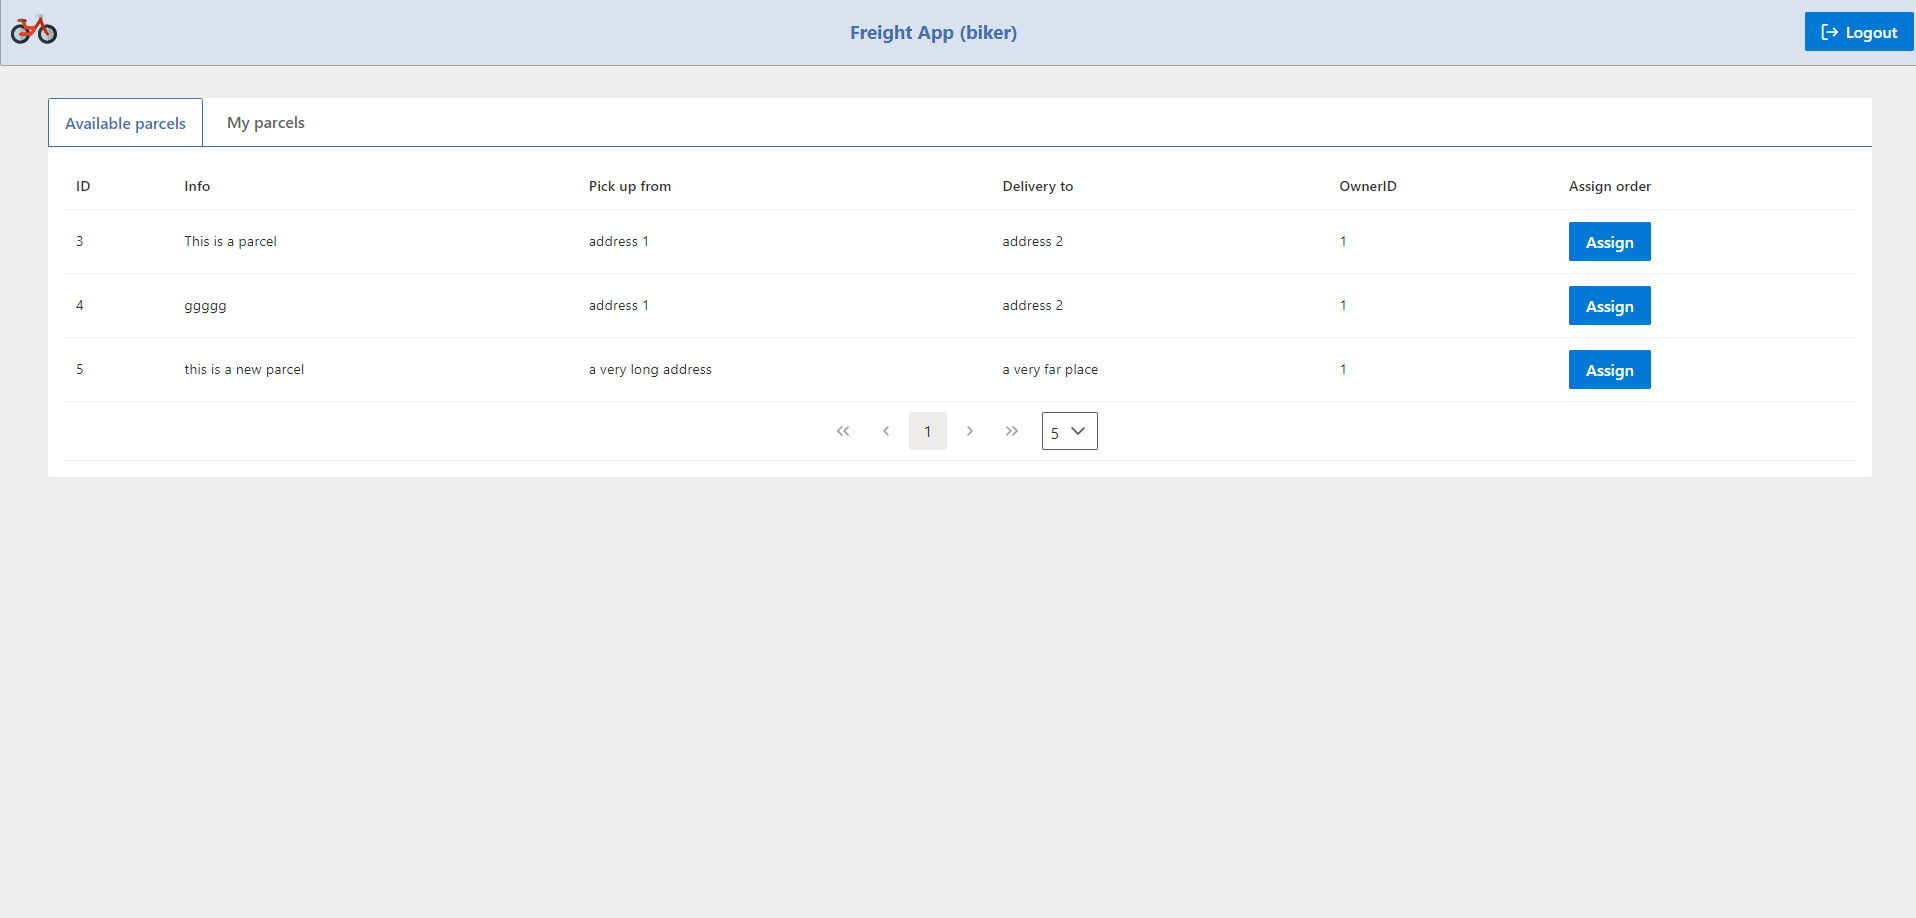 Freight App (biker)
Logout
Available parcels My parcels
ID Info Pick up from Delivery to OwnerID Assign order
3 This is a parcel address 1 address 2 1 Assign
4 ggggg address 1 address 2 1 Assign
5 this is a new parcel a very long address a very far place 1 Assign
1 5